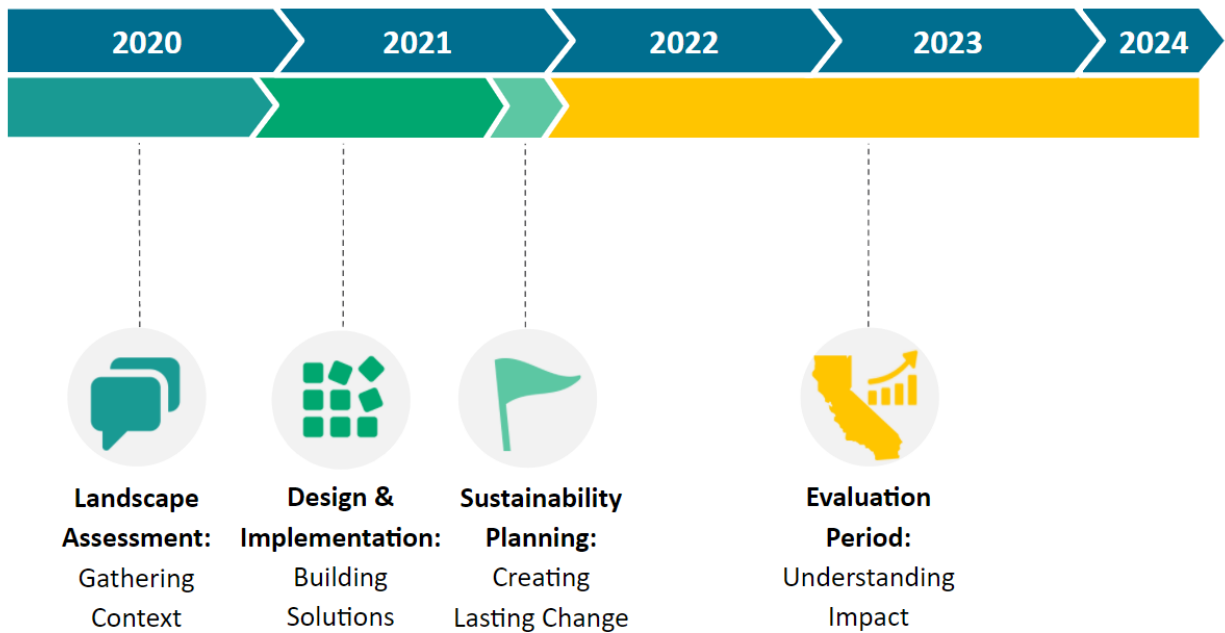 2020 2021 2022 2023 2024
Landscape
Assessment:
Gathering
Context
Design &
Implementation:
Building
Solutions
Sustainability
Planning:
Creating
Lasting Change
Evaluation
Period:
Understanding
Impact